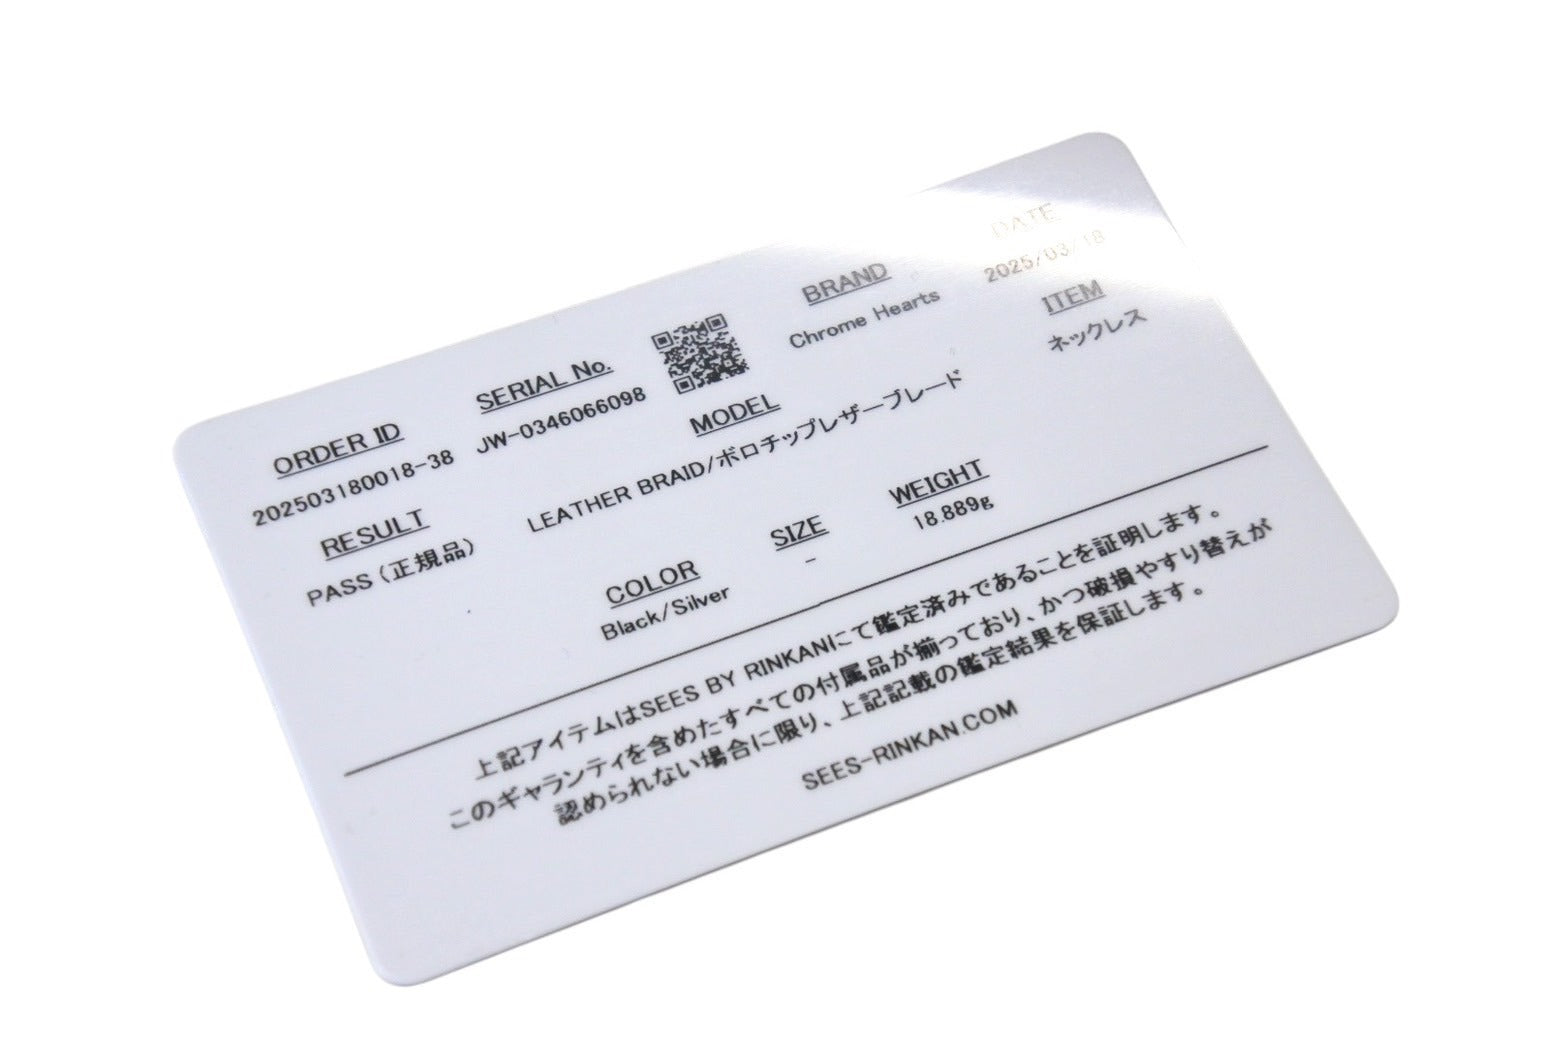 ORDER ID
202503180018-38
SERIAL No.
JW-0346066098
BRAND
Chrome Hearts
DATE
2025/03/18
RESULT
PASS(正規品)
MODEL
LEATHER BRAID/ボロチップレザーブレード
ITEM
ネックレス
COLOR
Black/Silver
SIZE
-
WEIGHT
18.889g
上記アイテムはSEES BY RINKANにて鑑定済みであることを証明します。
このギャランティを含めたすべての付属品が揃っており、かつ破損やすり替えが
認められない場合に限り、上記記載の鑑定結果を保証します。
SEES-RINKAN.COM